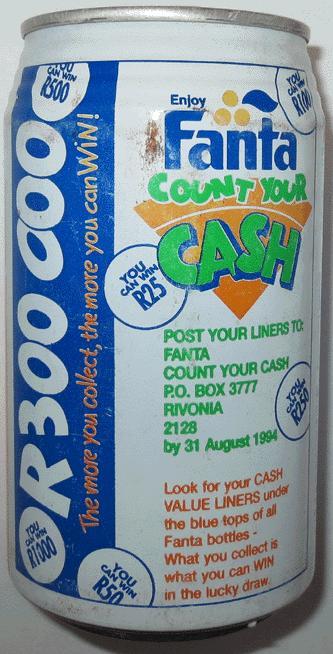 YOU
CAN WIN
R500
R300 000
The more you collect, the more you can WiN!
YOU
CAN WIN
R1000
YOU
CAN WIN
R50
Enjoy
Fanta
COUNT YOUR
CASH
YOU
CAN WIN
YOU
CAN WIN
R25
POST YOUR LINERS TO:
FANTA
COUNT YOUR CASH
P.O. BOX 3777
RIVONIA
2128
by 31 August 1994
YOU
CAN WIN
R250
Look for your CASH
VALUE LINERS under
the blue tops of all
Fanta bottles -
What you collect is
what you can WIN
in the lucky draw.